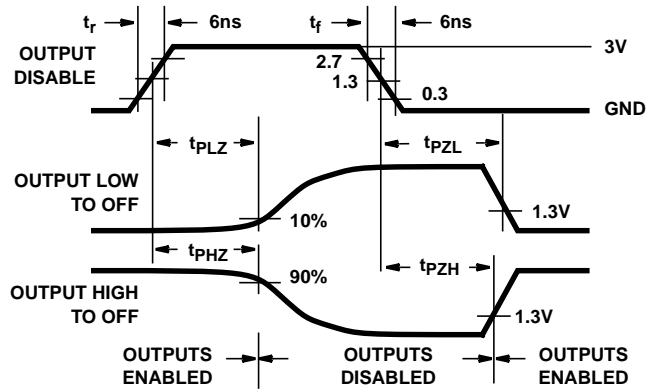 tr
6ns
tf
6ns
OUTPUT
DISABLE
2.7
1.3
0.3
3V
GND
tPLZ
tPZL
OUTPUT LOW
TO OFF
10%
1.3V
tPHZ
tPZH
OUTPUT HIGH
TO OFF
90%
1.3V
OUTPUTS
ENABLED
OUTPUTS
DISABLED
OUTPUTS
ENABLED